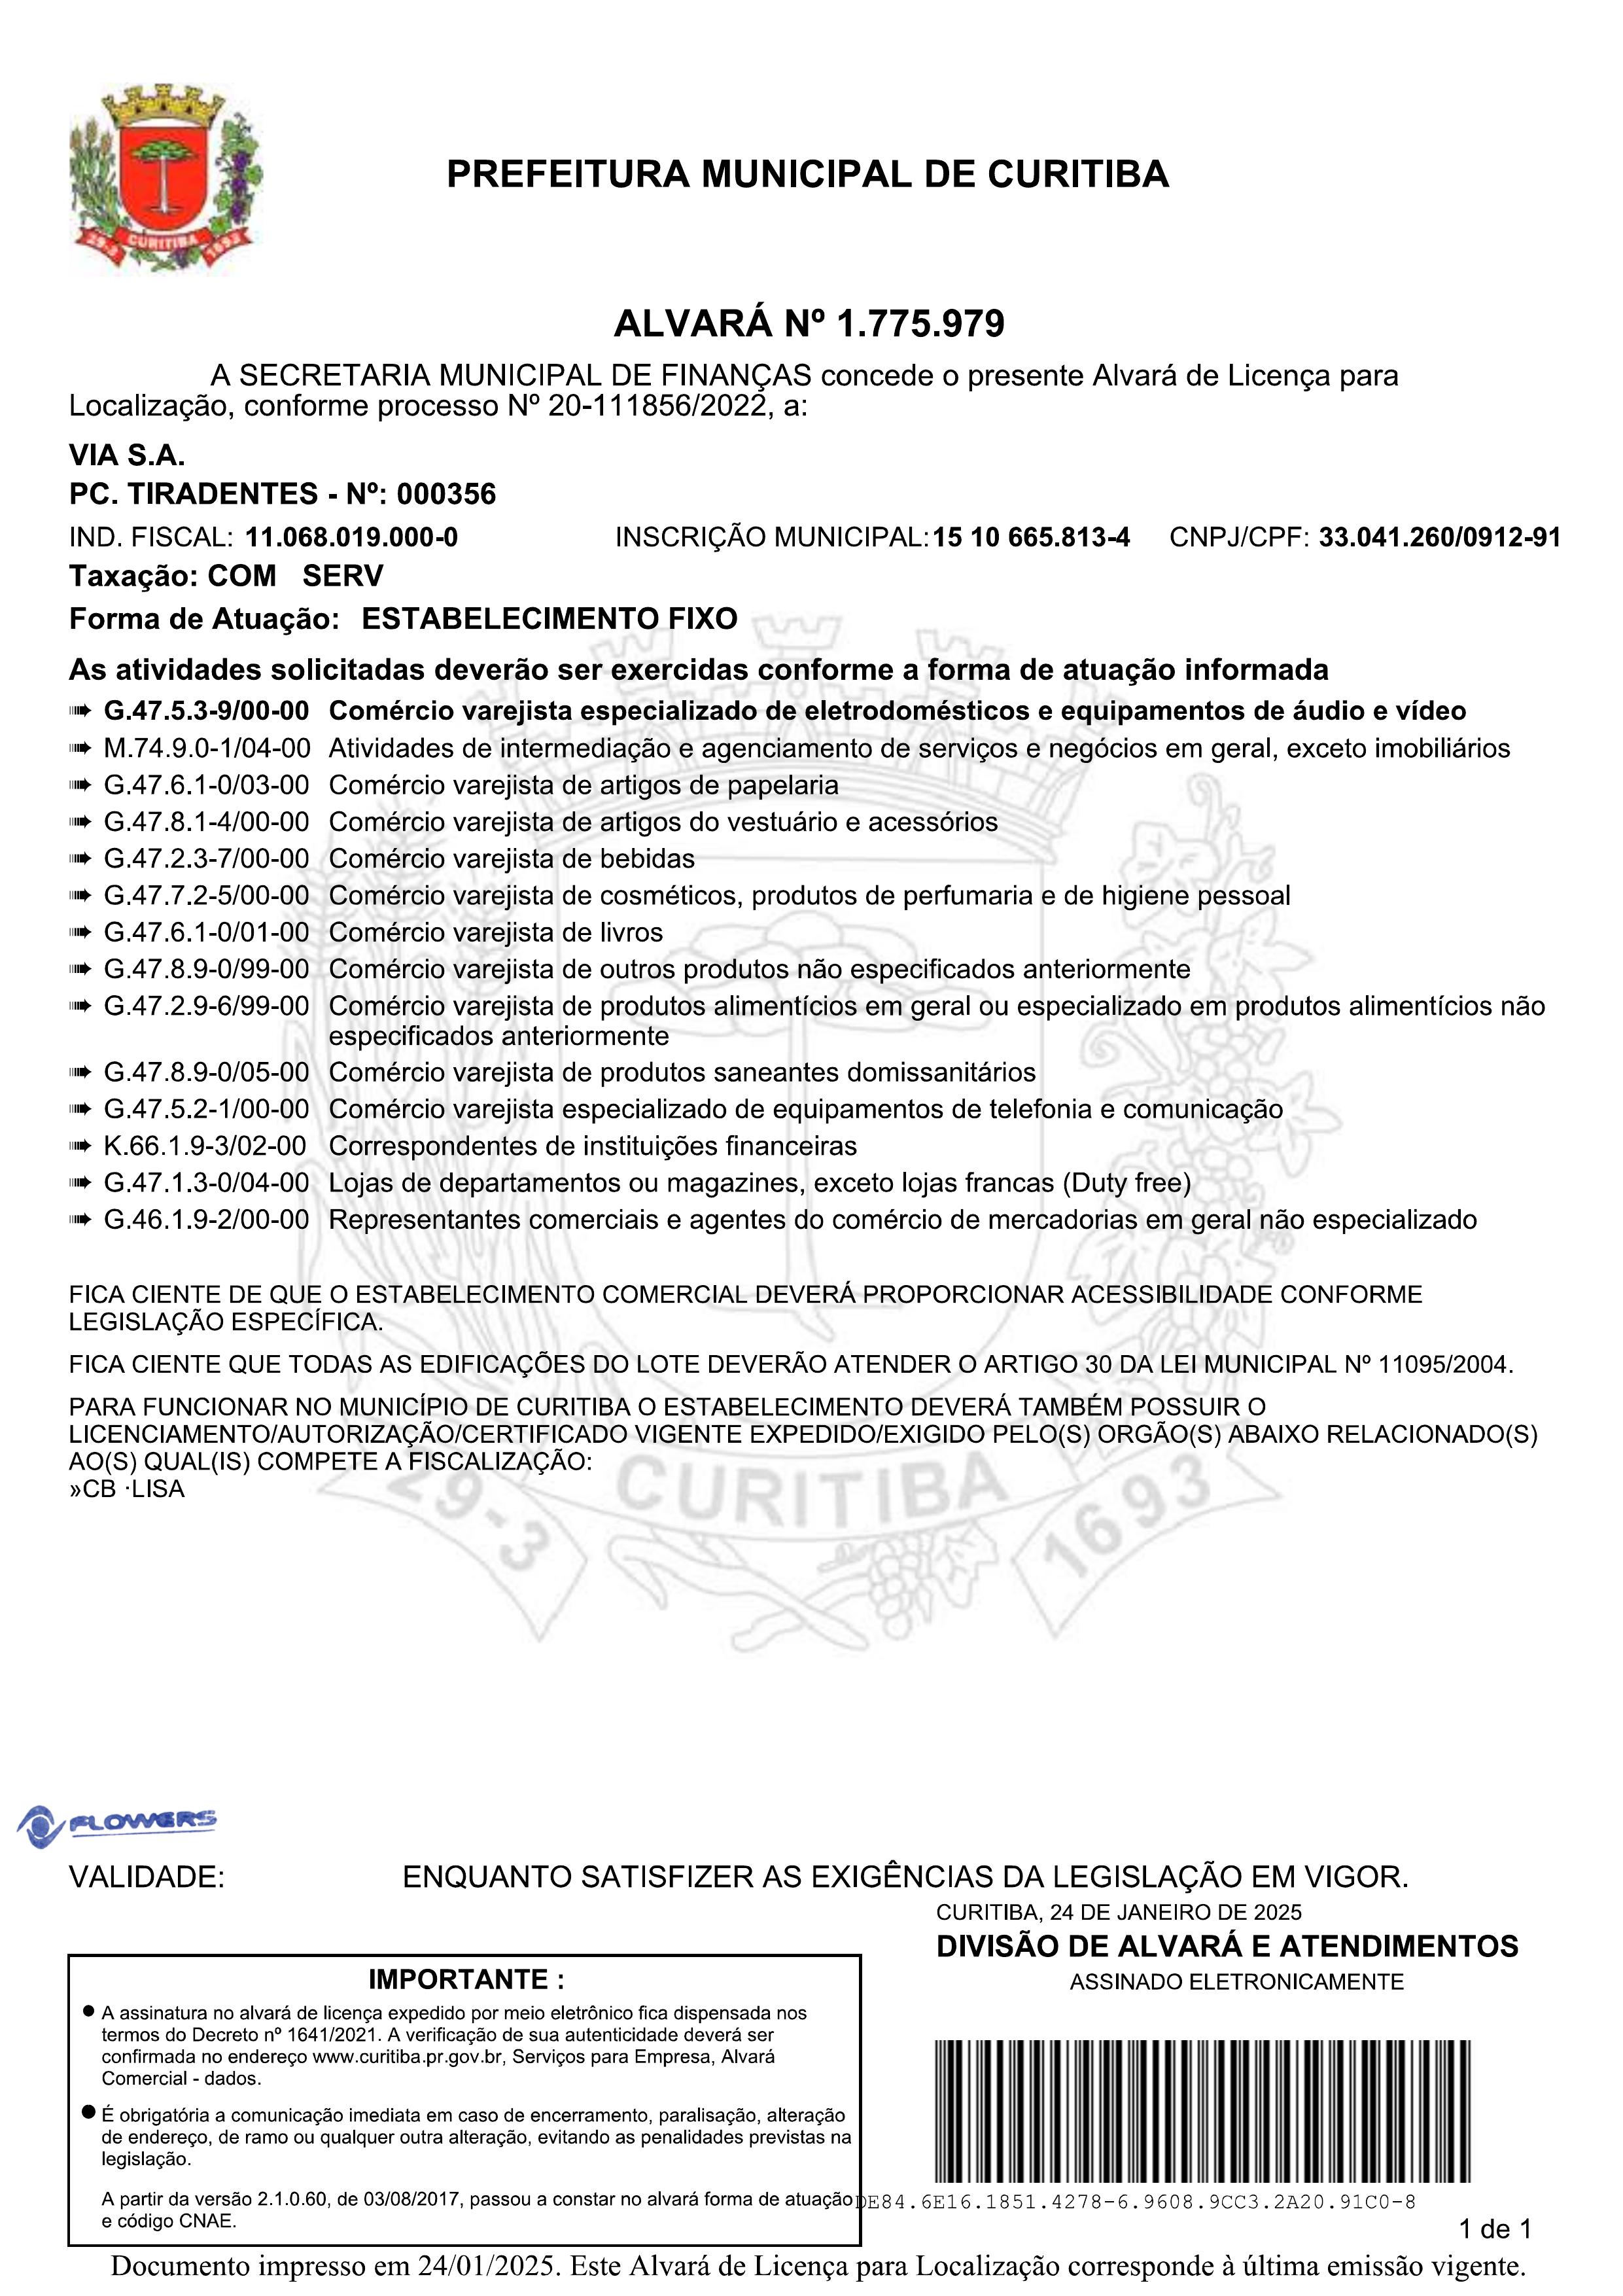 29-3 CURITIBA 1693
PREFEITURA MUNICIPAL DE CURITIBA
ALVARÁ Nº 1.775.979
A SECRETARIA MUNICIPAL DE FINANÇAS concede o presente Alvará de Licença para
Localização, conforme processo Nº 20-111856/2022, a:
VIA S.A.
PC. TIRADENTES - Nº: 000356
IND. FISCAL: 11.068.019.000-0 INSCRIÇÃO MUNICIPAL: 15 10 665.813-4 CNPJ/CPF: 33.041.260/0912-91
Taxação: COM SERV
Forma de Atuação: ESTABELECIMENTO FIXO
As atividades solicitadas deverão ser exercidas conforme a forma de atuação informada
G.47.5.3-9/00-00 Comércio varejista especializado de eletrodomésticos e equipamentos de áudio e vídeo
M.74.9.0-1/04-00 Atividades de intermediação e agenciamento de serviços e negócios em geral, exceto imobiliários
G.47.6.1-0/03-00 Comércio varejista de artigos de papelaria
G.47.8.1-4/00-00 Comércio varejista de artigos do vestuário e acessórios
G.47.2.3-7/00-00 Comércio varejista de bebidas
G.47.7.2-5/00-00 Comércio varejista de cosméticos, produtos de perfumaria e de higiene pessoal
G.47.6.1-0/01-00 Comércio varejista de livros
G.47.8.9-0/99-00 Comércio varejista de outros produtos não especificados anteriormente
G.47.2.9-6/99-00 Comércio varejista de produtos alimentícios em geral ou especializado em produtos alimentícios não
especificados anteriormente
G.47.8.9-0/05-00 Comércio varejista de produtos saneantes domissanitários
G.47.5.2-1/00-00 Comércio varejista especializado de equipamentos de telefonia e comunicação
K.66.1.9-3/02-00 Correspondentes de instituições financeiras
G.47.1.3-0/04-00 Lojas de departamentos ou magazines, exceto lojas francas (Duty free)
G.46.1.9-2/00-00 Representantes comerciais e agentes do comércio de mercadorias em geral não especializado
FICA CIENTE DE QUE O ESTABELECIMENTO COMERCIAL DEVERÁ PROPORCIONAR ACESSIBILIDADE CONFORME
LEGISLAÇÃO ESPECÍFICA.
FICA CIENTE QUE TODAS AS EDIFICAÇÕES DO LOTE DEVERÃO ATENDER O ARTIGO 30 DA LEI MUNICIPAL Nº 11095/2004.
PARA FUNCIONAR NO MUNICÍPIO DE CURITIBA O ESTABELECIMENTO DEVERÁ TAMBÉM POSSUIR O
LICENCIAMENTO/AUTORIZAÇÃO/CERTIFICADO VIGENTE EXPEDIDO/EXIGIDO PELO(S) ORGÃO(S) ABAIXO RELACIONADO(S)
AO(S) QUAL(IS) COMPETE A FISCALIZAÇÃO:
»CB ·LISA
29-3 CURITIBA 1693
FLOWERS
VALIDADE: ENQUANTO SATISFIZER AS EXIGÊNCIAS DA LEGISLAÇÃO EM VIGOR.
CURITIBA, 24 DE JANEIRO DE 2025
DIVISÃO DE ALVARÁ E ATENDIMENTOS
ASSINADO ELETRONICAMENTE
IMPORTANTE :
● A assinatura no alvará de licença expedido por meio eletrônico fica dispensada nos
termos do Decreto nº 1641/2021. A verificação de sua autenticidade deverá ser
confirmada no endereço www.curitiba.pr.gov.br, Serviços para Empresa, Alvará
Comercial - dados.
● É obrigatória a comunicação imediata em caso de encerramento, paralisação, alteração
de endereço, de ramo ou qualquer outra alteração, evitando as penalidades previstas na
legislação.
A partir da versão 2.1.0.60, de 03/08/2017, passou a constar no alvará forma de atuação
e código CNAE.
DE84.6E16.1851.4278-6.9608.9CC3.2A20.91C0-8
1 de 1
Documento impresso em 24/01/2025. Este Alvará de Licença para Localização corresponde à última emissão vigente.